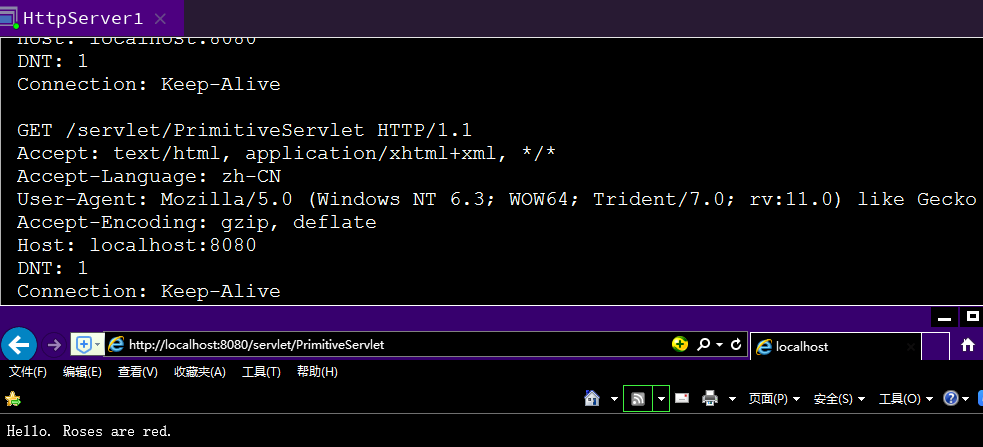 HttpServer1
Host: localhost:8080
DNT: 1
Connection: Keep-Alive
GET /servlet/PrimitiveServlet HTTP/1.1
Accept: text/html, application/xhtml+xml, */*
Accept-Language: zh-CN
User-Agent: Mozilla/5.0 (Windows NT 6.3; WOW64; Trident/7.0; rv:11.0) like Gecko
Accept-Encoding: gzip, deflate
Host: localhost:8080
DNT: 1
Connection: Keep-Alive
http://localhost:8080/servlet/PrimitiveServlet
localhost
文件(F) 编辑(E) 查看(V) 收藏夹(A) 工具(T) 帮助(H)
页面(P) 安全(S) 工具(O)
Hello. Roses are red.